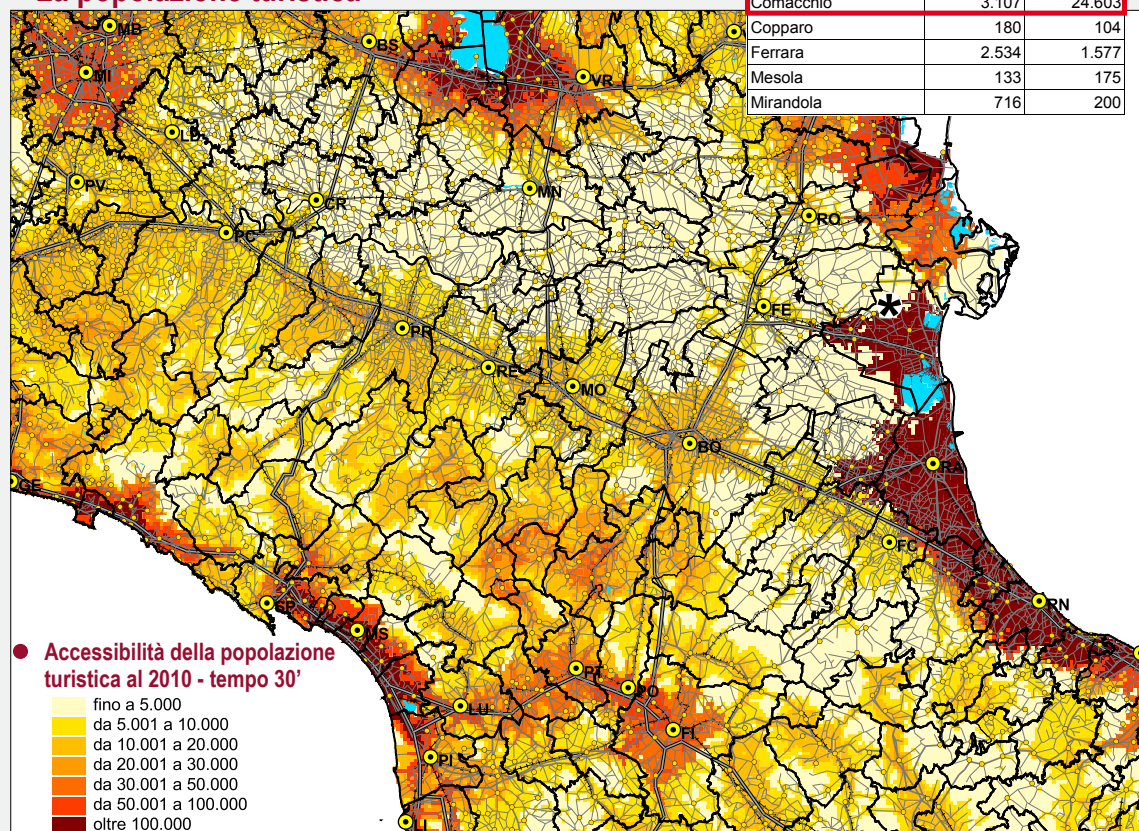 La popolazione turistica
Comacchio 3.107 24.603
Copparo 180 104
Ferrara 2.534 1.577
Mesola 133 175
Mirandola 716 200
MB
BS
MI
VR
PV
CR
MN
RO
FE
*
PR
RE
MO
BO
RA
GE
FC
RN
SP
MS
PT
PO
LU
FI
PI
LI
Accessibilità della popolazione
turistica al 2010 - tempo 30'
fino a 5.000
da 5.001 a 10.000
da 10.001 a 20.000
da 20.001 a 30.000
da 30.001 a 50.000
da 50.001 a 100.000
oltre 100.000